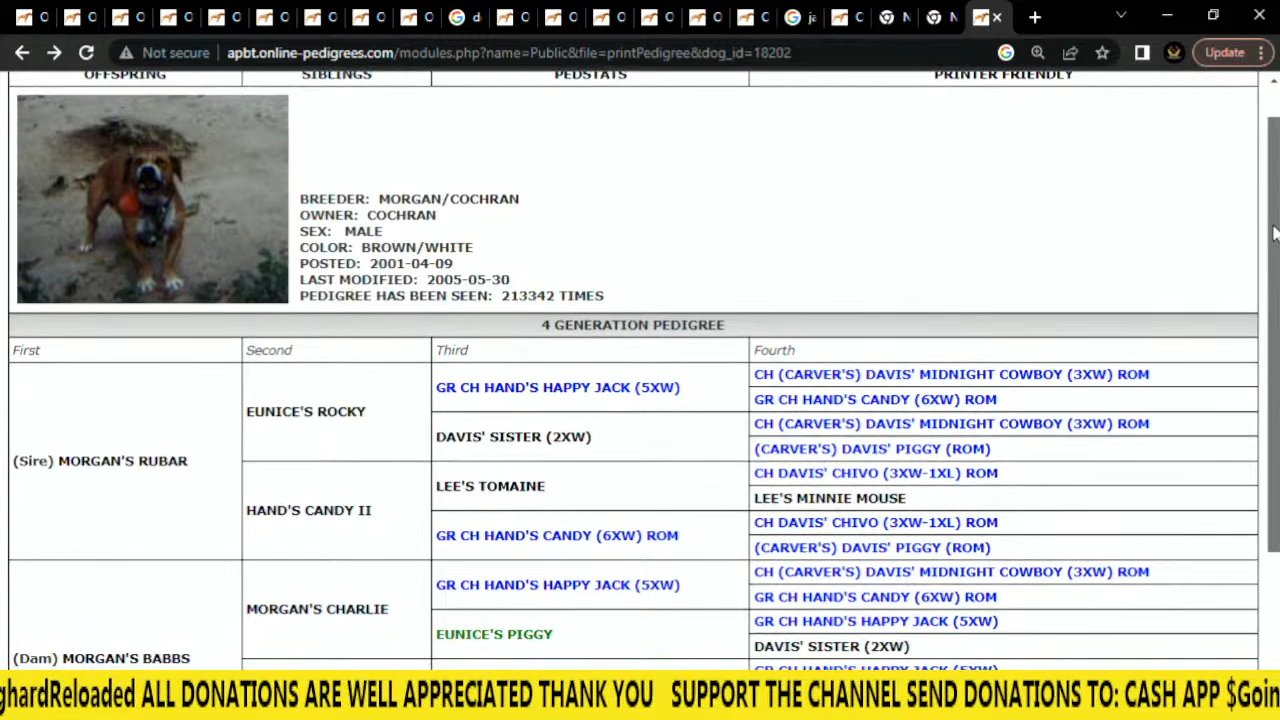 Not secure apbt.online-pedigrees.com/modules.php?name=Public&file=printPedigree&dog_id=18202 Update
OFFSPRING SIBLINGS PEDSTATS PRINTER FRIENDLY
BREEDER: MORGAN/COCHRAN
OWNER: COCHRAN
SEX: MALE
COLOR: BROWN/WHITE
POSTED: 2001-04-09
LAST MODIFIED: 2005-05-30
PEDIGREE HAS BEEN SEEN: 213342 TIMES
4 GENERATION PEDIGREE
First Second Third Fourth
CH (CARVER'S) DAVIS' MIDNIGHT COWBOY (3XW) ROM
GR CH HAND'S HAPPY JACK (5XW)
GR CH HAND'S CANDY (6XW) ROM
EUNICE'S ROCKY
CH (CARVER'S) DAVIS' MIDNIGHT COWBOY (3XW) ROM
DAVIS' SISTER (2XW)
(CARVER'S) DAVIS' PIGGY (ROM)
(Sire) MORGAN'S RUBAR
CH DAVIS' CHIVO (3XW-1XL) ROM
LEE'S TOMAINE
LEE'S MINNIE MOUSE
HAND'S CANDY II
CH DAVIS' CHIVO (3XW-1XL) ROM
GR CH HAND'S CANDY (6XW) ROM
(CARVER'S) DAVIS' PIGGY (ROM)
CH (CARVER'S) DAVIS' MIDNIGHT COWBOY (3XW) ROM
GR CH HAND'S HAPPY JACK (5XW)
GR CH HAND'S CANDY (6XW) ROM
MORGAN'S CHARLIE
GR CH HAND'S HAPPY JACK (5XW)
EUNICE'S PIGGY
DAVIS' SISTER (2XW)
(Dam) MORGAN'S BABBS
GR CH HAND'S HAPPY JACK (5XW)
ghardReloaded ALL DONATIONS ARE WELL APPRECIATED THANK YOU SUPPORT THE CHANNEL SEND DONATIONS TO: CASH APP $Goin